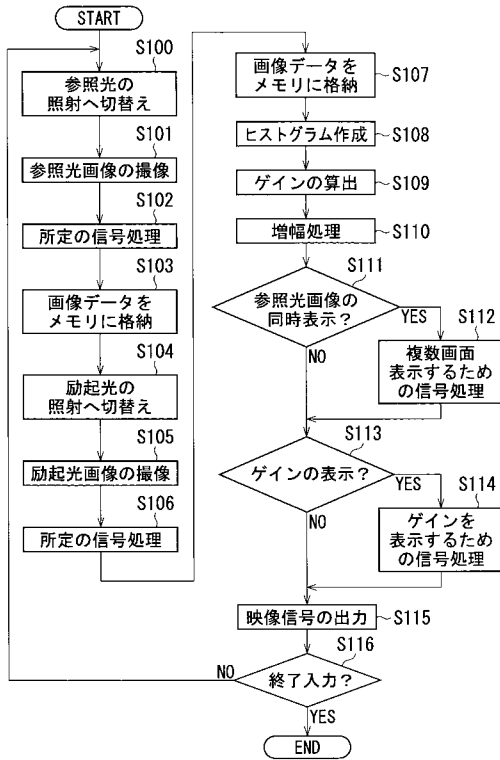 START
S100
参照光の
照射へ切替え
S101
参照光画像の撮像
S102
所定の信号処理
S103
画像データを
メモリに格納
S104
励起光の
照射へ切替え
S105
励起光画像の撮像
S106
所定の信号処理
画像データを
メモリに格納
S107
ヒストグラム作成
S108
ゲインの算出
S109
増幅処理
S110
S111
参照光画像の
同時表示?
YES
NO
S112
複数画面
表示するため
の信号処理
S113
ゲインの表示?
YES
NO
S114
ゲインを
表示するため
の信号処理
映像信号の出力
S115
S116
終了入力?
NO
YES
END